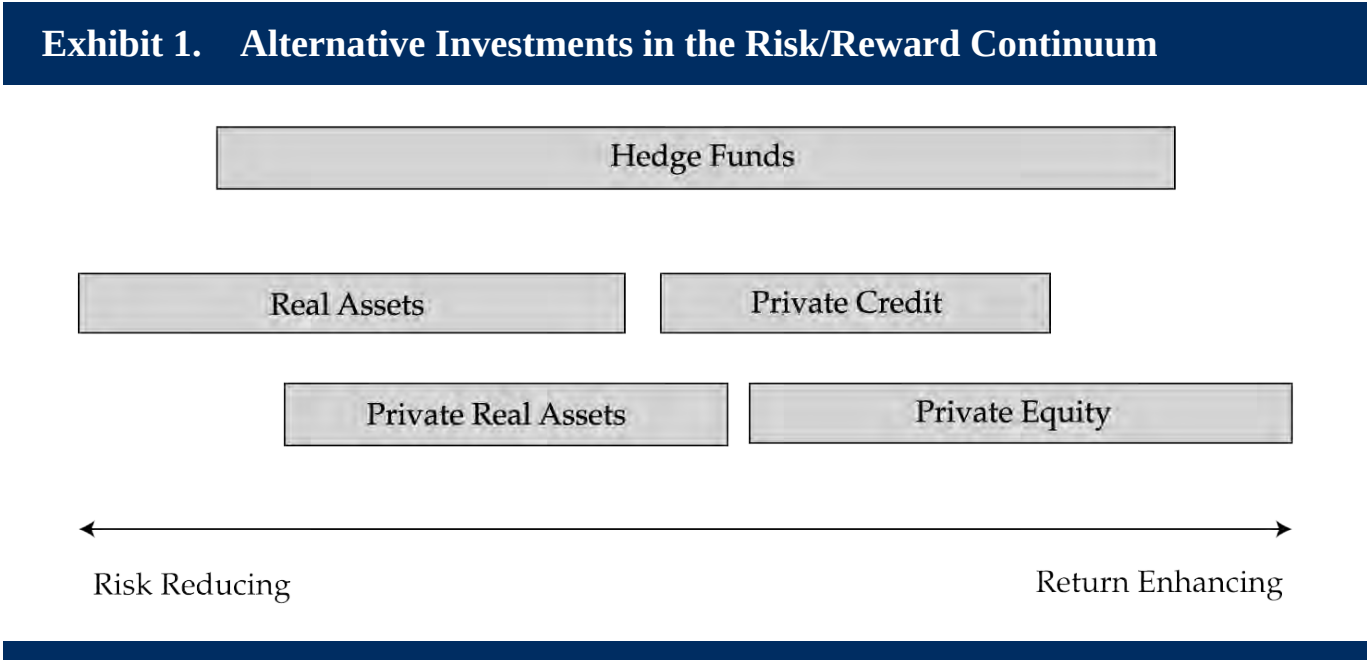 Exhibit 1. Alternative Investments in the Risk/Reward Continuum
Hedge Funds
Real Assets
Private Credit
Private Real Assets
Private Equity
Risk Reducing
Return Enhancing